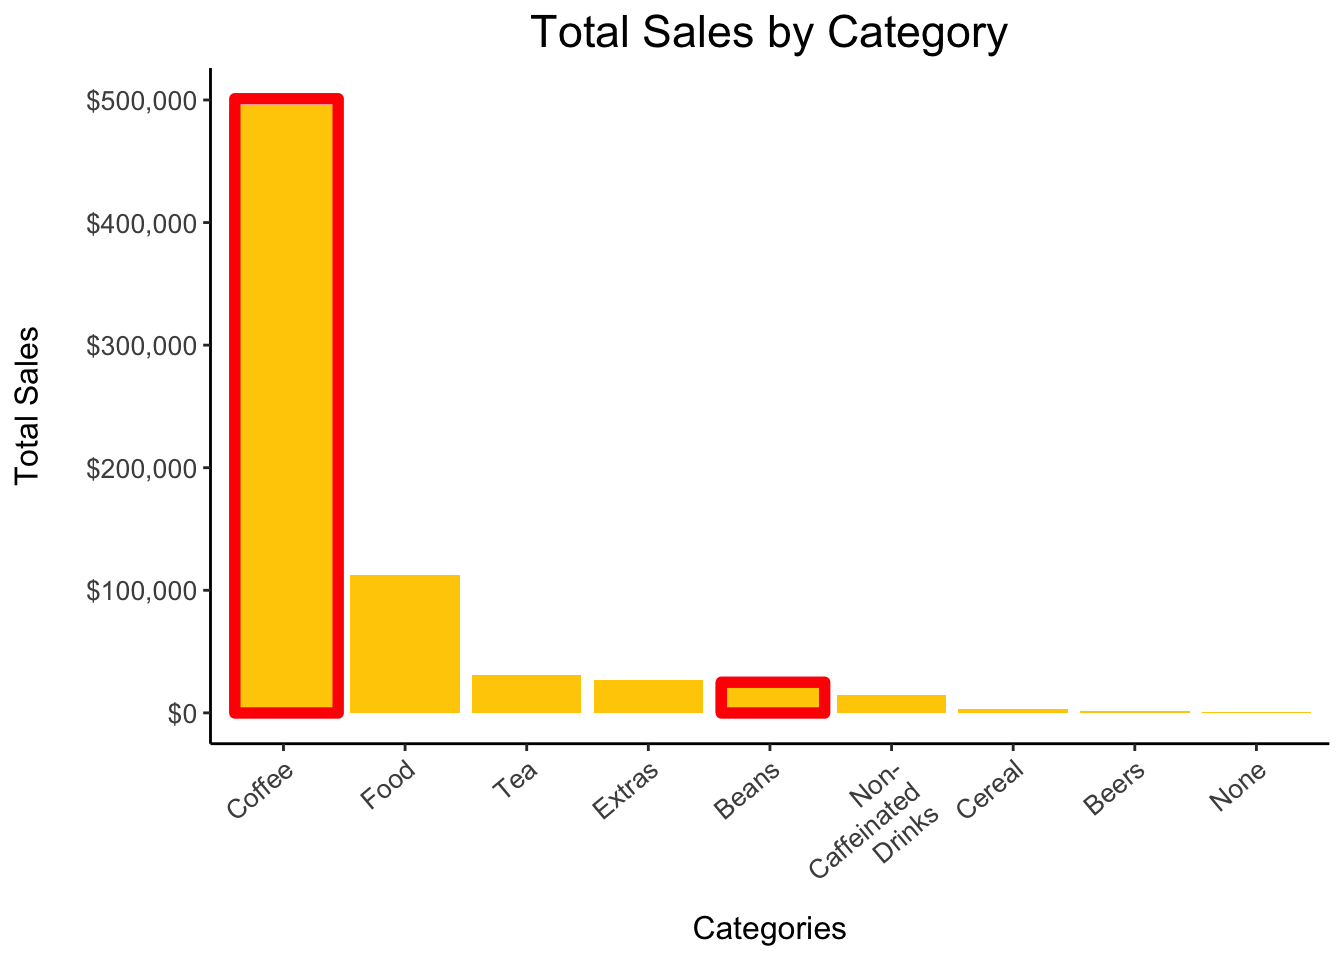 Total Sales by Category
Total Sales
$500,000
$400,000
$300,000
$200,000
$100,000
$0
Coffee
Food
Tea
Extras
Beans
Non-
Caffeinated
Drinks
Cereal
Beers
None
Categories